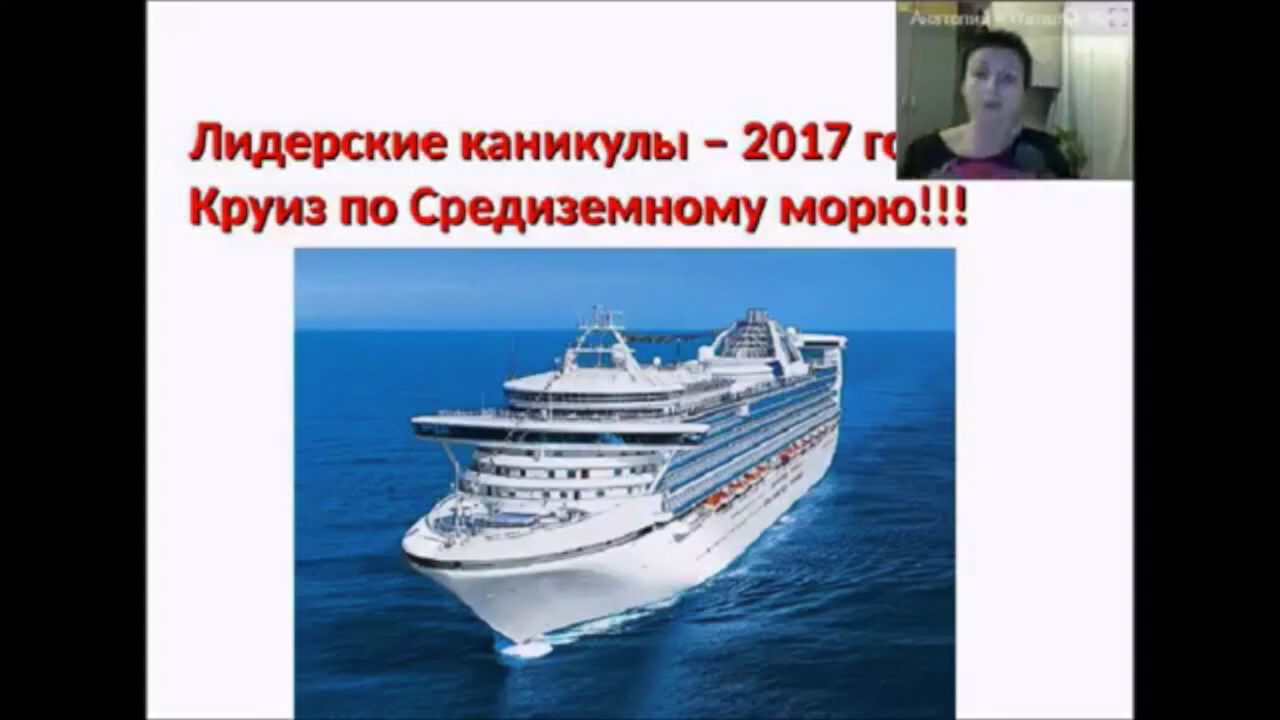 Лидерские каникулы – 2017 го
Круиз по Средиземному морю!!!